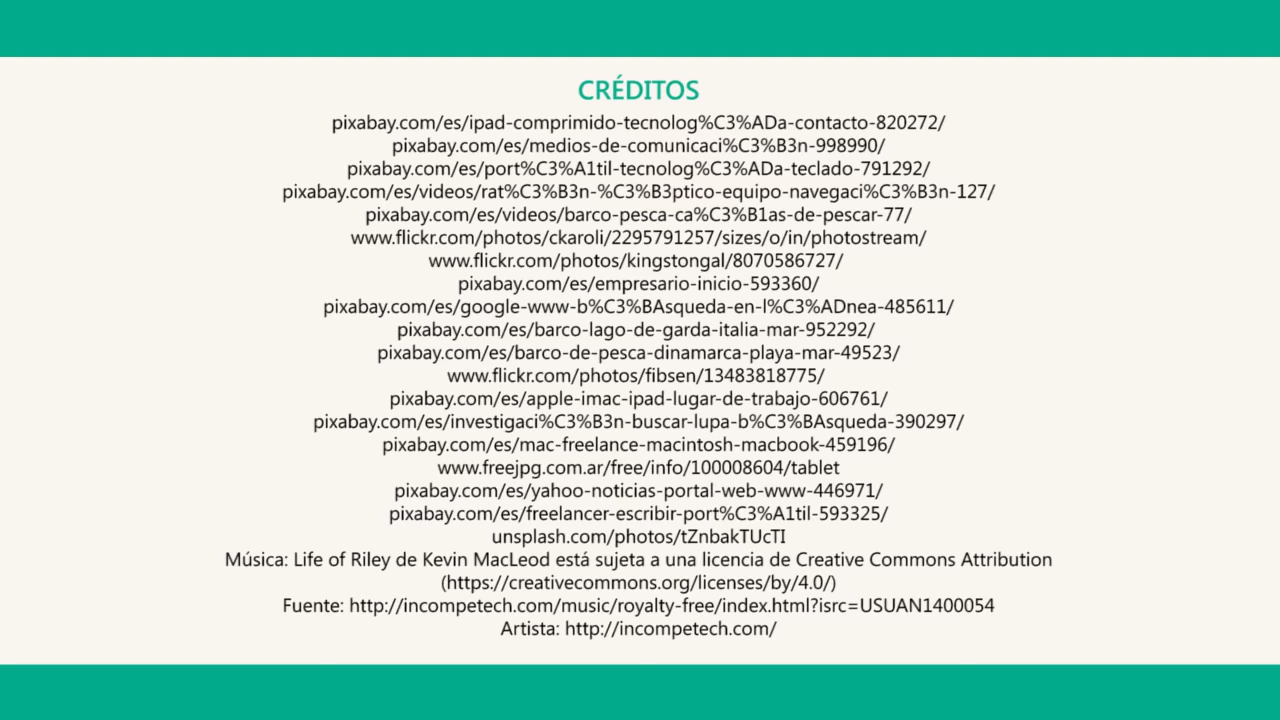 CRÉDITOS
pixabay.com/es/ipad-comprimido-tecnolog%C3%ADa-contacto-820272/
pixabay.com/es/medios-de-comunicaci%C3%B3n-998990/
pixabay.com/es/port%C3%A1til-tecnolog%C3%ADa-teclado-791292/
pixabay.com/es/videos/rat%C3%B3n-%C3%B3ptico-equipo-navegaci%C3%B3n-127/
pixabay.com/es/videos/barco-pesca-ca%C3%B1as-de-pescar-77/
www.flickr.com/photos/ckaroli/2295791257/sizes/o/in/photostream/
www.flickr.com/photos/kingstongal/8070586727/
pixabay.com/es/empresario-inicio-593360/
pixabay.com/es/google-www-b%C3%BAsqueda-en-l%C3%ADnea-485611/
pixabay.com/es/barco-lago-de-garda-italia-mar-952292/
pixabay.com/es/barco-de-pesca-dinamarca-playa-mar-49523/
www.flickr.com/photos/fibsen/13483818775/
pixabay.com/es/apple-imac-ipad-lugar-de-trabajo-606761/
pixabay.com/es/investigaci%C3%B3n-buscar-lupa-b%C3%BAsqueda-390297/
pixabay.com/es/mac-freelance-macintosh-macbook-459196/
www.freejpg.com.ar/free/info/100008604/tablet
pixabay.com/es/yahoo-noticias-portal-web-www-446971/
pixabay.com/es/freelancer-escribir-port%C3%A1til-593325/
unsplash.com/photos/tZnbakTUcTI
Música: Life of Riley de Kevin MacLeod está sujeta a una licencia de Creative Commons Attribution
(https://creativecommons.org/licenses/by/4.0/)
Fuente: http://incompetech.com/music/royalty-free/index.html?isrc=USUAN1400054
Artista: http://incompetech.com/